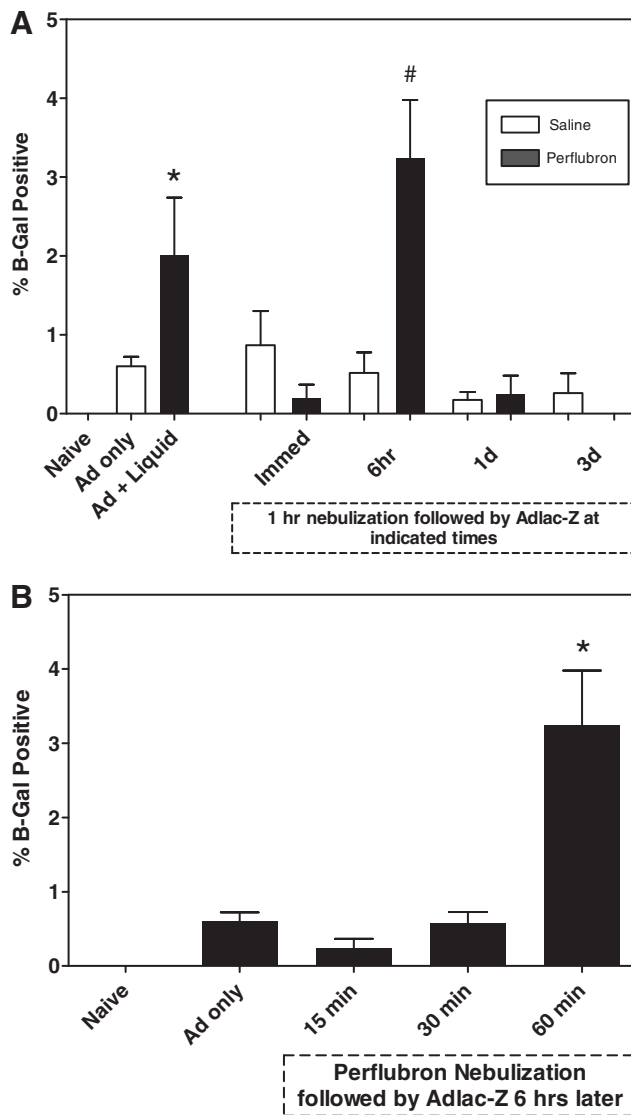 A
% B-Gal Positive
5
4
3
2
1
0
*
#
Saline
Perflubron
Naive
Ad only
Ad + Liquid
Immed
6hr
1d
3d
1 hr nebulization followed by Adlac-Z at
indicated times
B
% B-Gal Positive
5
4
3
2
1
0
*
Naive
Ad only
15 min
30 min
60 min
Perflubron Nebulization
followed by Adlac-Z 6 hrs later